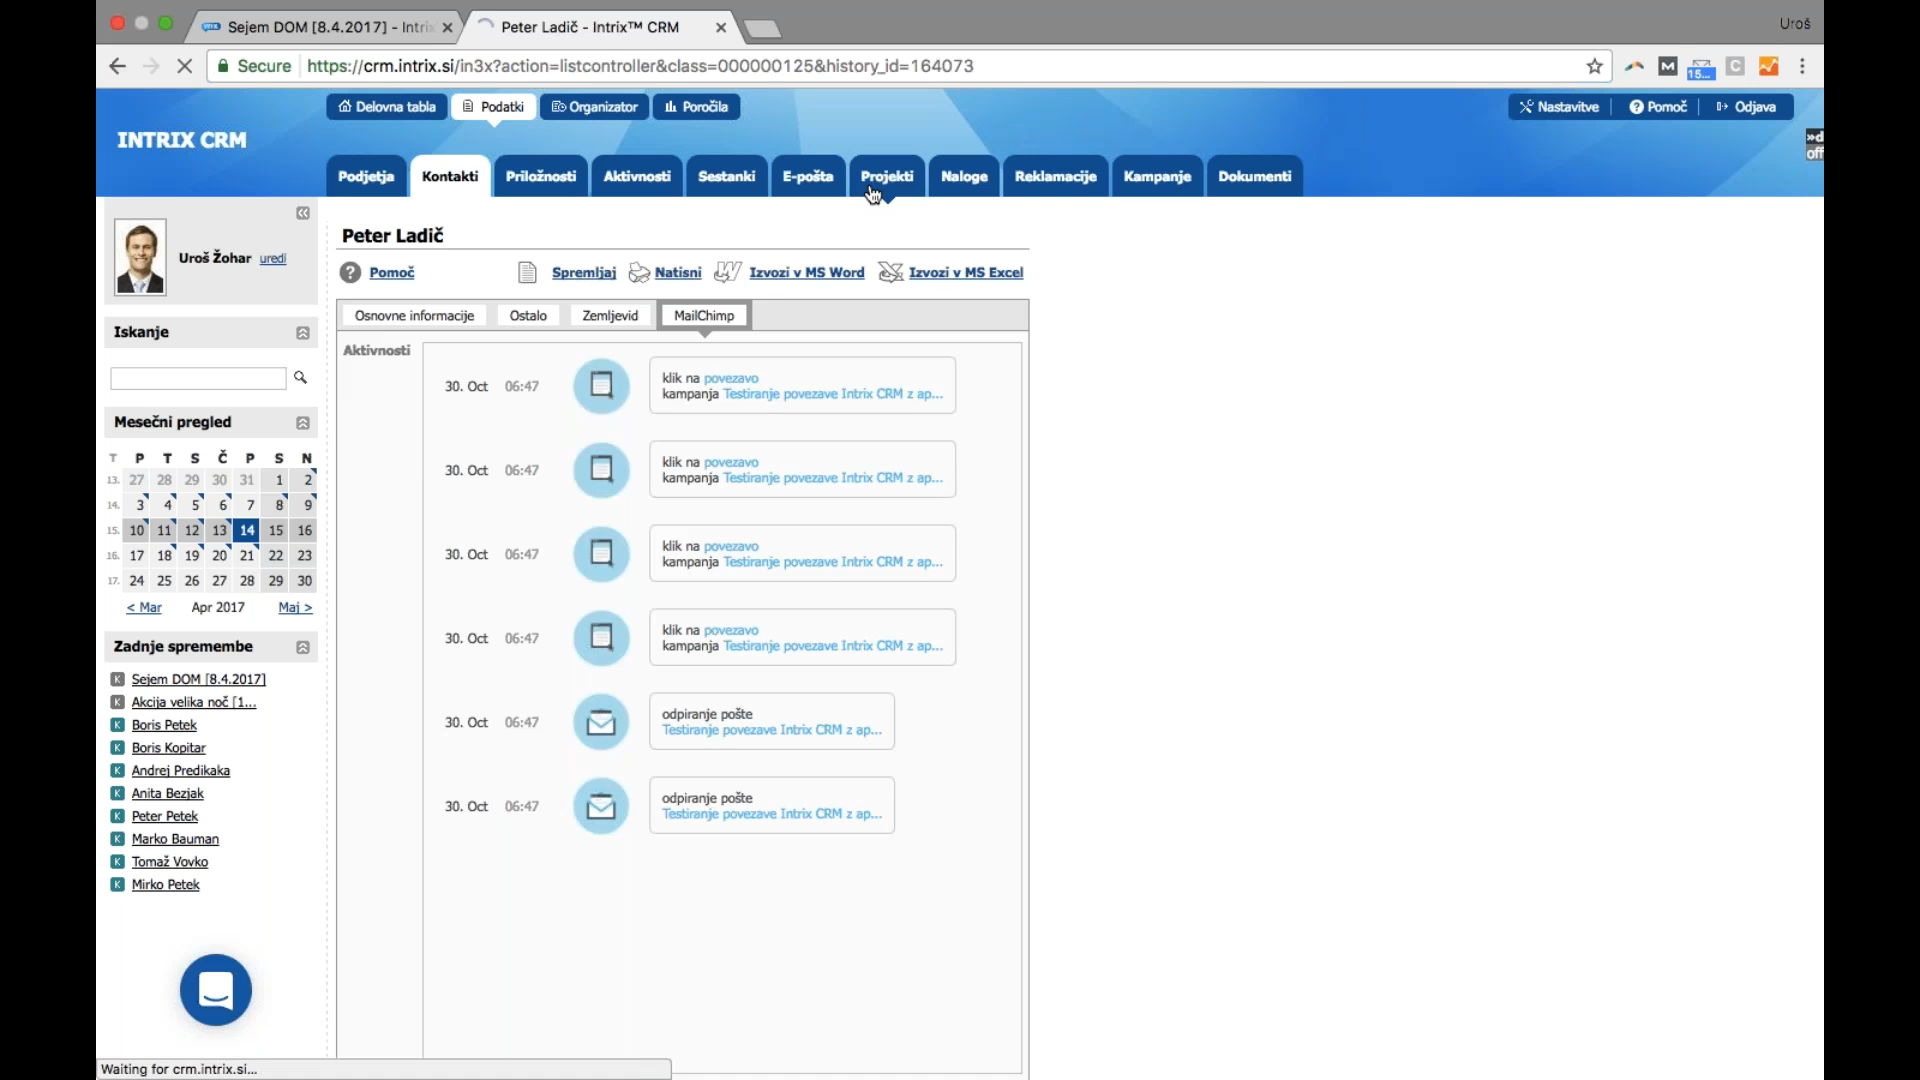 Sejem DOM [8.4.2017] - Intri
Peter Ladič - Intrix™ CRM
Uroš
Secure
https://crm.intrix.si/in3x?action=listcontroller&class=000000125&history_id=164073
M
15...
C
Delovna tabla
Podatki
Organizator
Poročila
Nastavitve
Pomoč
Odjava
INTRIX CRM
»d
off
Podjetja
Kontakti
Priložnosti
Aktivnosti
Sestanki
E-pošta
Projekti
Naloge
Reklamacije
Kampanje
Dokumenti
Uroš Žohar uredi
Iskanje
Mesečni pregled
T P T S Č P S N
13. 27 28 29 30 31 1 2
14. 3 4 5 6 7 8 9
15. 10 11 12 13 14 15 16
16. 17 18 19 20 21 22 23
17. 24 25 26 27 28 29 30
< Mar Apr 2017 Maj >
Zadnje spremembe
K Sejem DOM [8.4.2017]
K Akcija velika noč [1...
K Boris Petek
K Boris Kopitar
K Andrej Predikaka
K Anita Bezjak
K Peter Petek
K Marko Bauman
K Tomaž Vovko
K Mirko Petek
Peter Ladič
Pomoč
Spremljaj
Natisni
Izvozi v MS Word
Izvozi v MS Excel
Osnovne informacije
Ostalo
Zemljevid
MailChimp
Aktivnosti
30. Oct 06:47
klik na povezavo
kampanja Testiranje povezave Intrix CRM z ap...
30. Oct 06:47
klik na povezavo
kampanja Testiranje povezave Intrix CRM z ap...
30. Oct 06:47
klik na povezavo
kampanja Testiranje povezave Intrix CRM z ap...
30. Oct 06:47
klik na povezavo
kampanja Testiranje povezave Intrix CRM z ap...
30. Oct 06:47
odpiranje pošte
Testiranje povezave Intrix CRM z ap...
30. Oct 06:47
odpiranje pošte
Testiranje povezave Intrix CRM z ap...
Waiting for crm.intrix.si...